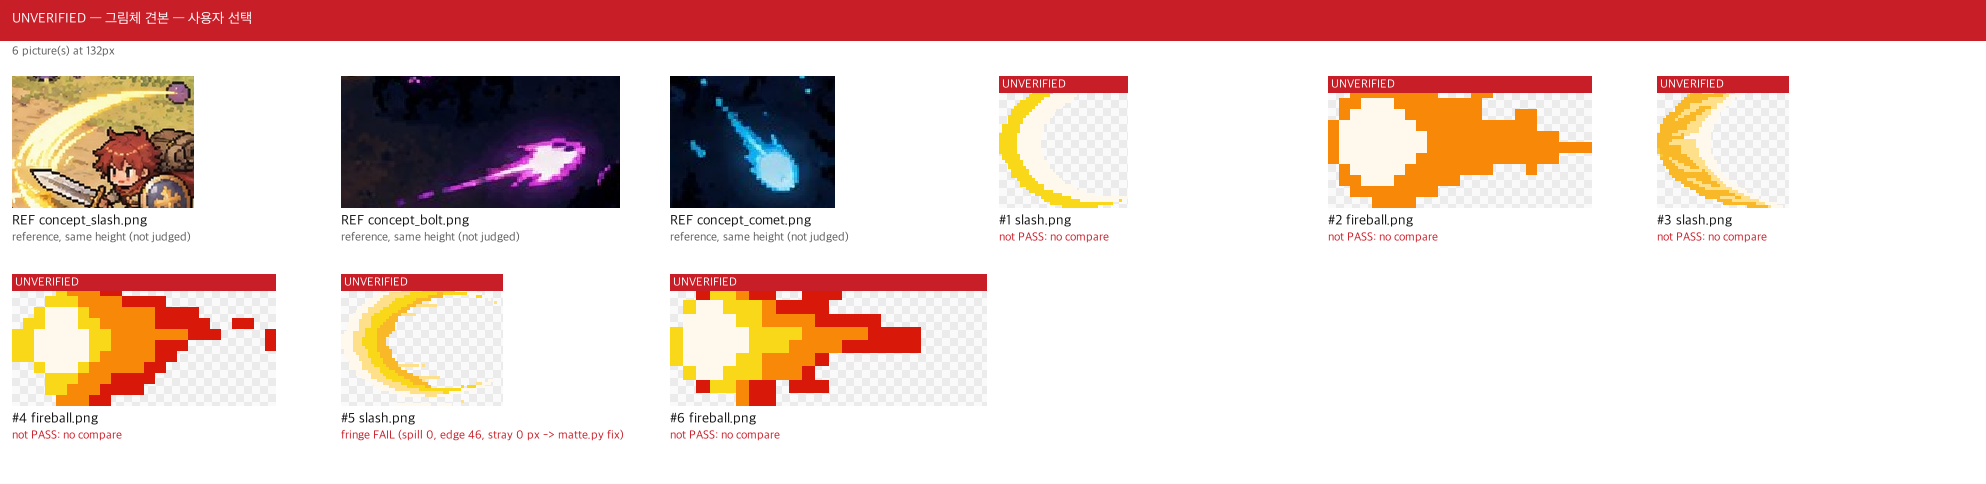 UNVERIFIED — 그림체 견본 — 사용자 선택
6 picture(s) at 132px
UNVERIFIED
UNVERIFIED
UNVERIFIED
REF concept_slash.png
REF concept_bolt.png
REF concept_comet.png
#1 slash.png
#2 fireball.png
#3 slash.png
reference, same height (not judged)
reference, same height (not judged)
reference, same height (not judged)
not PASS: no compare
not PASS: no compare
not PASS: no compare
UNVERIFIED
UNVERIFIED
UNVERIFIED
#4 fireball.png
#5 slash.png
#6 fireball.png
not PASS: no compare
fringe FAIL (spill 0, edge 46, stray 0 px -> matte.py fix)
not PASS: no compare